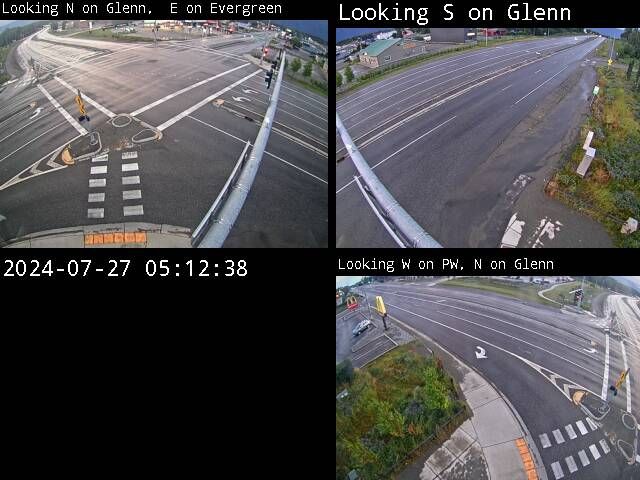 Looking N on Glenn,  E on Evergreen
Looking S on Glenn
2024-07-27 05:12:38
Looking W on PW, N on Glenn